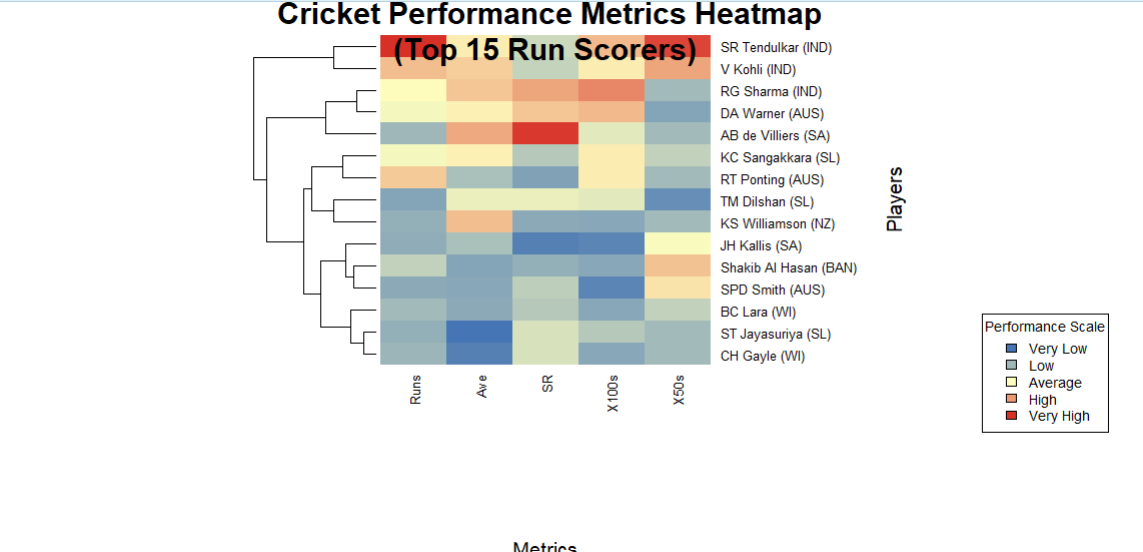 Cricket Performance Metrics Heatmap
(Top 15 Run Scorers)
SR Tendulkar (IND)
V Kohli (IND)
RG Sharma (IND)
DA Warner (AUS)
AB de Villiers (SA)
KC Sangakkara (SL)
RT Ponting (AUS)
TM Dilshan (SL)
KS Williamson (NZ)
JH Kallis (SA)
Shakib Al Hasan (BAN)
SPD Smith (AUS)
BC Lara (WI)
ST Jayasuriya (SL)
CH Gayle (WI)
Players
Runs
Ave
SR
X100s
X50s
Performance Scale
Very Low
Low
Average
High
Very High
Metrics